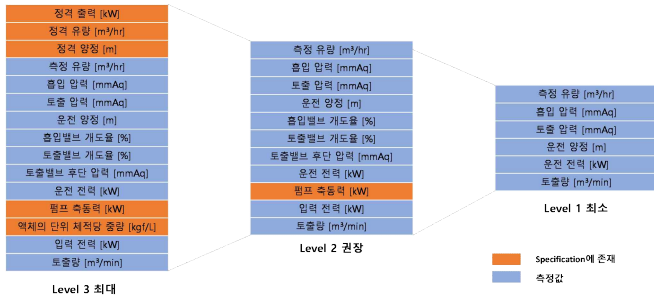 정격 출력 [kW]
정격 유량 [m³/hr]
정격 양정 [m]
측정 유량 [m³/hr]
흡입 압력 [mmAq]
토출 압력 [mmAq]
운전 양정 [m]
흡입밸브 개도율 [%]
토출밸브 개도율 [%]
토출밸브 후단 압력 [mmAq]
운전 전력 [kW]
펌프 축동력 [kW]
액체의 단위 체적당 중량 [kgf/L]
입력 전력 [kW]
토출량 [m³/min]
Level 3 최대
측정 유량 [m³/hr]
흡입 압력 [mmAq]
토출 압력 [mmAq]
운전 양정 [m]
흡입밸브 개도율 [%]
토출밸브 개도율 [%]
토출밸브 후단 압력 [mmAq]
운전 전력 [kW]
펌프 축동력 [kW]
입력 전력 [kW]
토출량 [m³/min]
Level 2 권장
측정 유량 [m³/hr]
흡입 압력 [mmAq]
토출 압력 [mmAq]
운전 양정 [m]
운전 전력 [kW]
토출량 [m³/min]
Level 1 최소
Specification에 존재
측정값